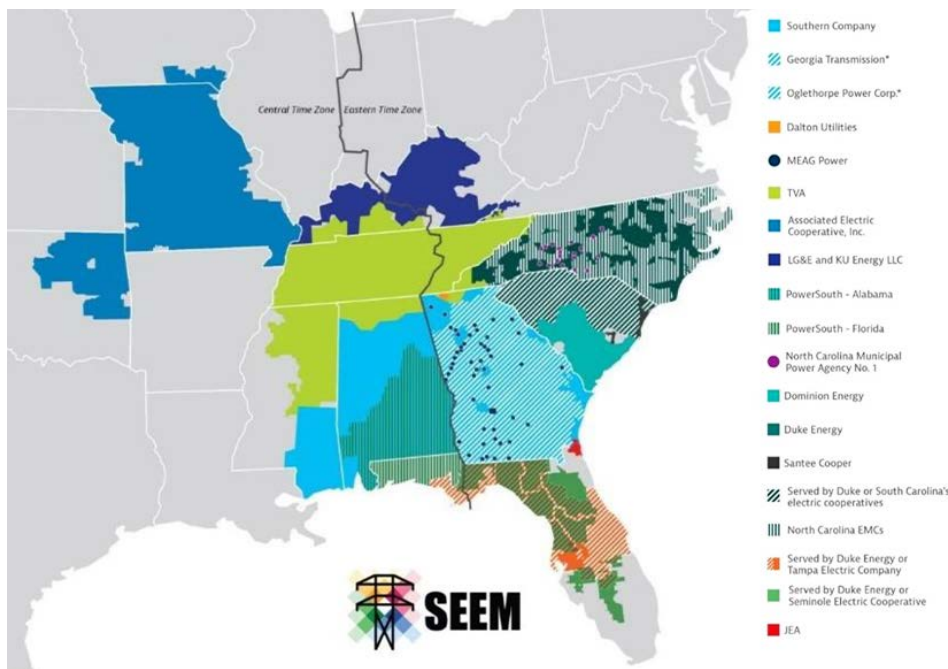 Central Time Zone
Eastern Time Zone
SEEM
Southern Company
Georgia Transmission*
Oglethorpe Power Corp.*
Dalton Utilities
MEAG Power
TVA
Associated Electric
Cooperative, Inc.
LG&E and KU Energy LLC
PowerSouth - Alabama
PowerSouth - Florida
North Carolina Municipal
Power Agency No. 1
Dominion Energy
Duke Energy
Santee Cooper
Served by Duke or South Carolina's
electric cooperatives
North Carolina EMCs
Served by Duke Energy or
Tampa Electric Company
Served by Duke Energy or
Seminole Electric Cooperative
JEA